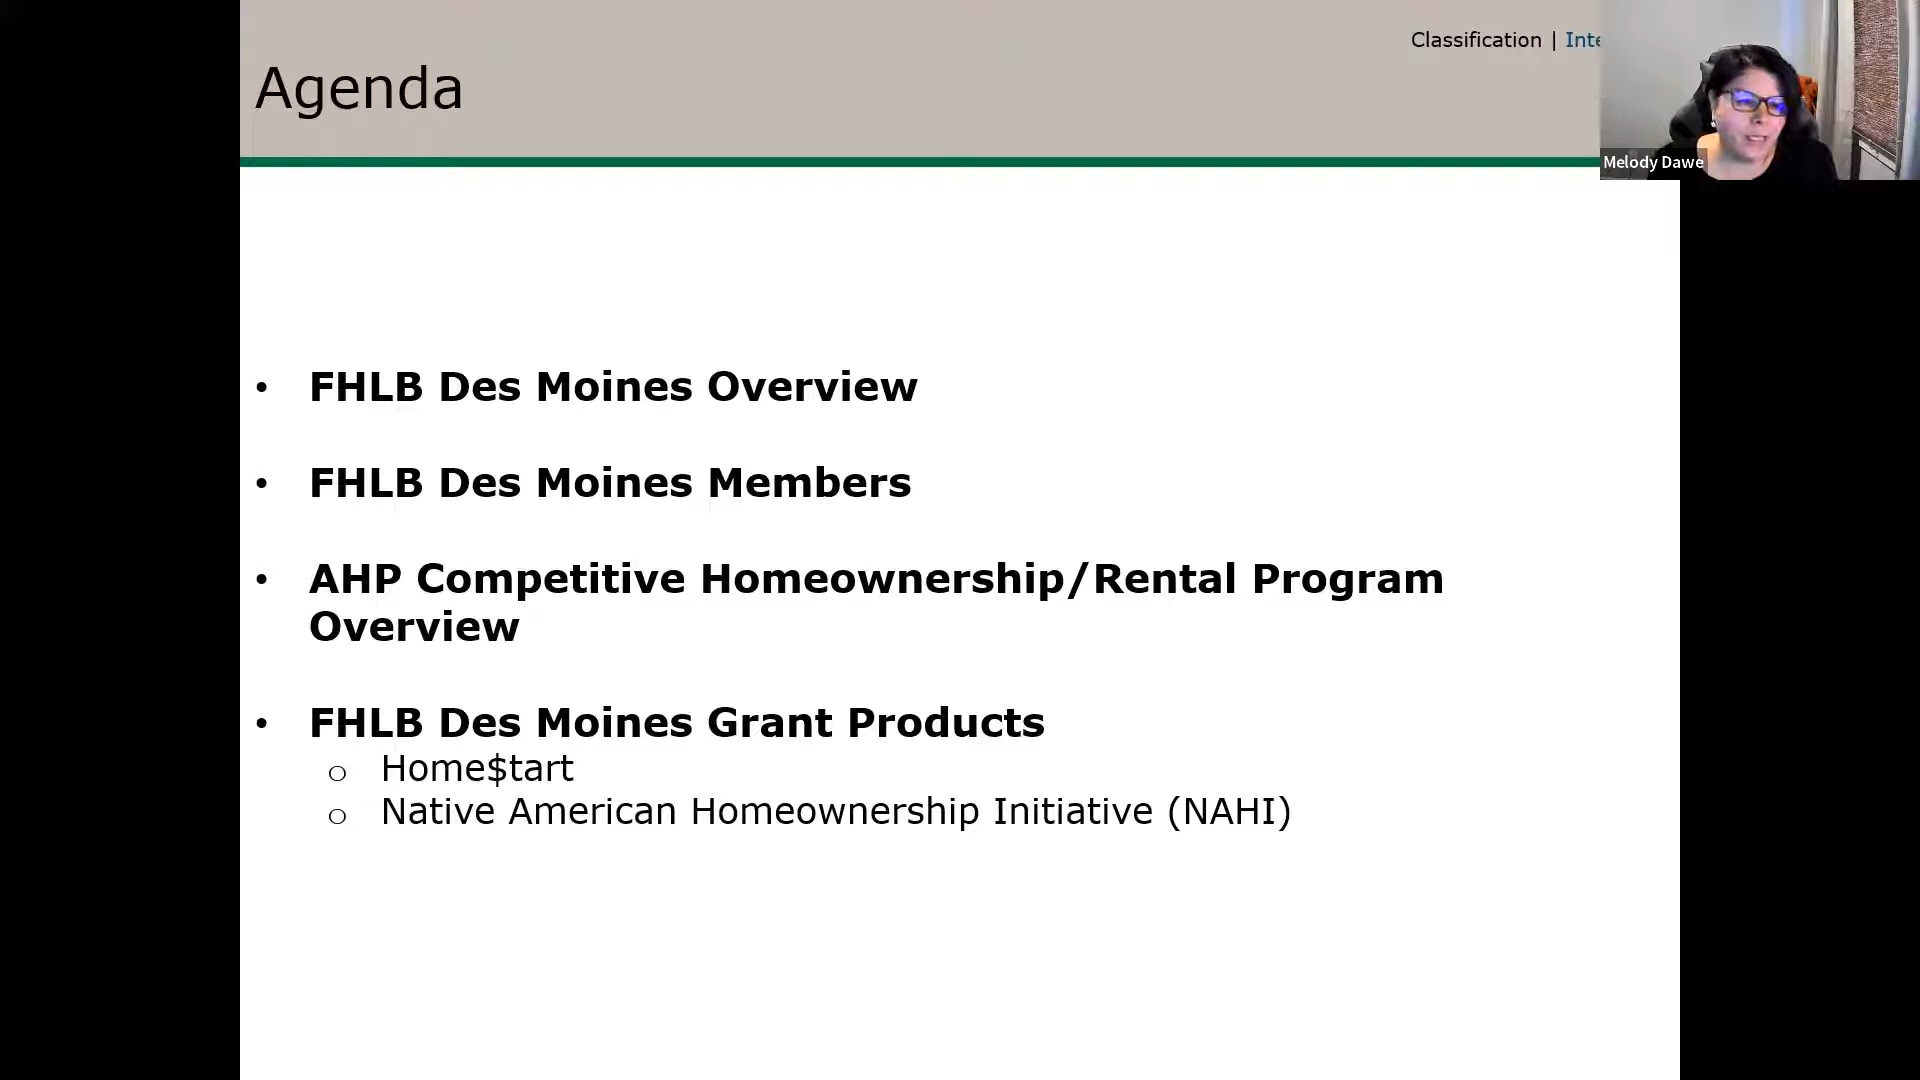 Classification | Inte
Agenda
Melody Dawe
• FHLB Des Moines Overview
• FHLB Des Moines Members
• AHP Competitive Homeownership/Rental Program
Overview
• FHLB Des Moines Grant Products
o Home$tart
o Native American Homeownership Initiative (NAHI)